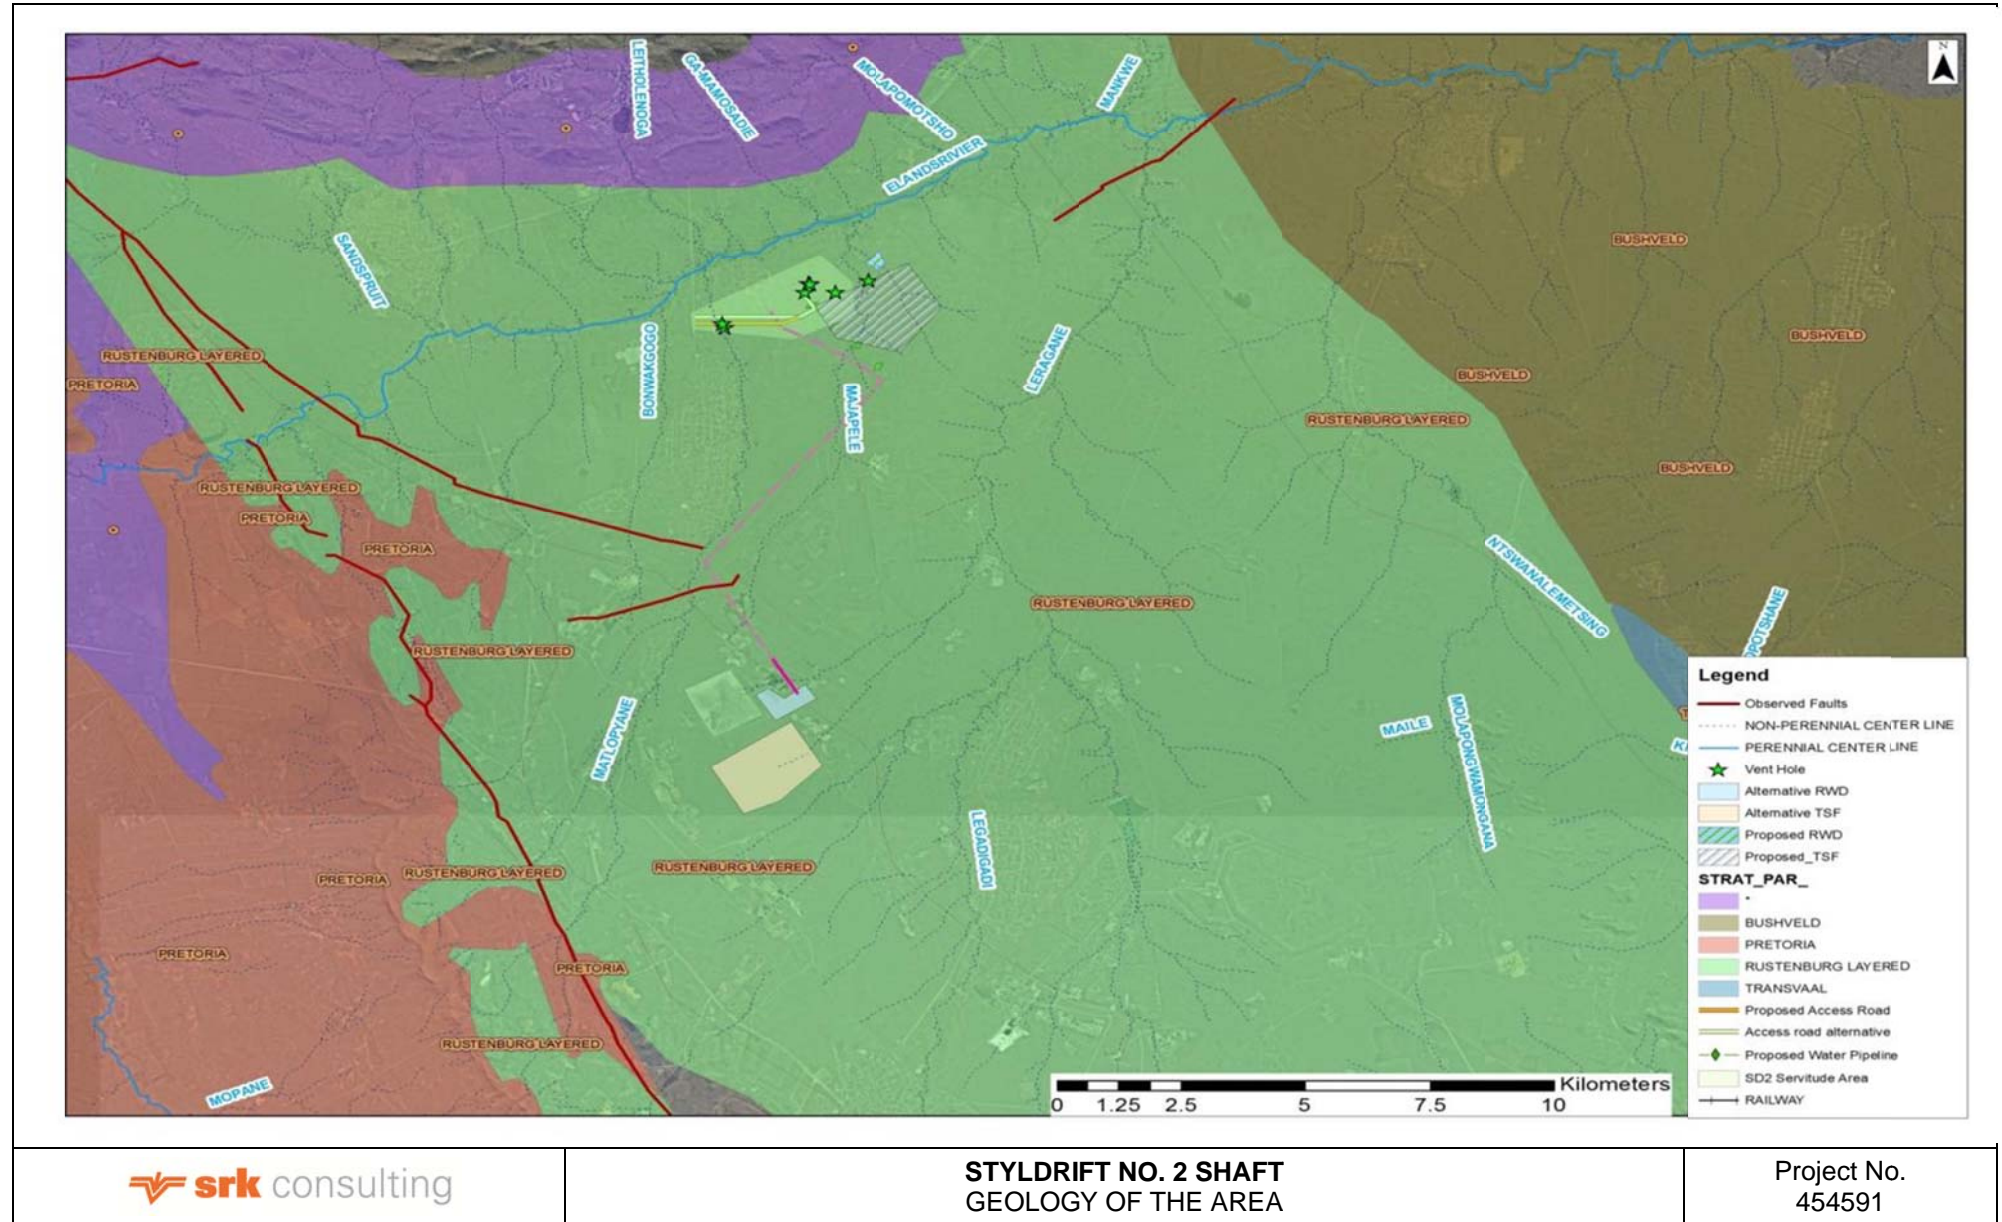 N
LEITHOLENOGA
GA-MAMOSADIE
MOLAPOMOTSHO
MANKWE
ELANDSRIVIER
SANDSPRUIT
BUSHVELD
BONWAKGOGO
LERAGANE
BUSHVELD
RUSTENBURG LAYERED
PRETORIA
BUSHVELD
MAJAPELE
RUSTENBURG LAYERED
BUSHVELD
RUSTENBURG LAYERED
PRETORIA
PRETORIA
NTSWANALEMETSING
RUSTENBURG LAYERED
OPOTSHANE
RUSTENBURG LAYERED
MATLOPYANE
MAILE
MOLAPONGWAMONGANA
T
K
LEGADIGADI
PRETORIA
RUSTENBURG LAYERED
RUSTENBURG LAYERED
PRETORIA
PRETORIA
RUSTENBURG LAYERED
MOPANE
Legend
Observed Faults
NON-PERENNIAL CENTER LINE
PERENNIAL CENTER LINE
Vent Hole
Alternative RWD
Alternative TSF
Proposed RWD
Proposed_TSF
STRAT_PAR_
-
BUSHVELD
PRETORIA
RUSTENBURG LAYERED
TRANSVAAL
Proposed Access Road
Access road alternative
Proposed Water Pipeline
SD2 Servitude Area
RAILWAY
Kilometers
0 1.25 2.5 5 7.5 10
srk consulting
STYLDRIFT NO. 2 SHAFT
GEOLOGY OF THE AREA
Project No.
454591